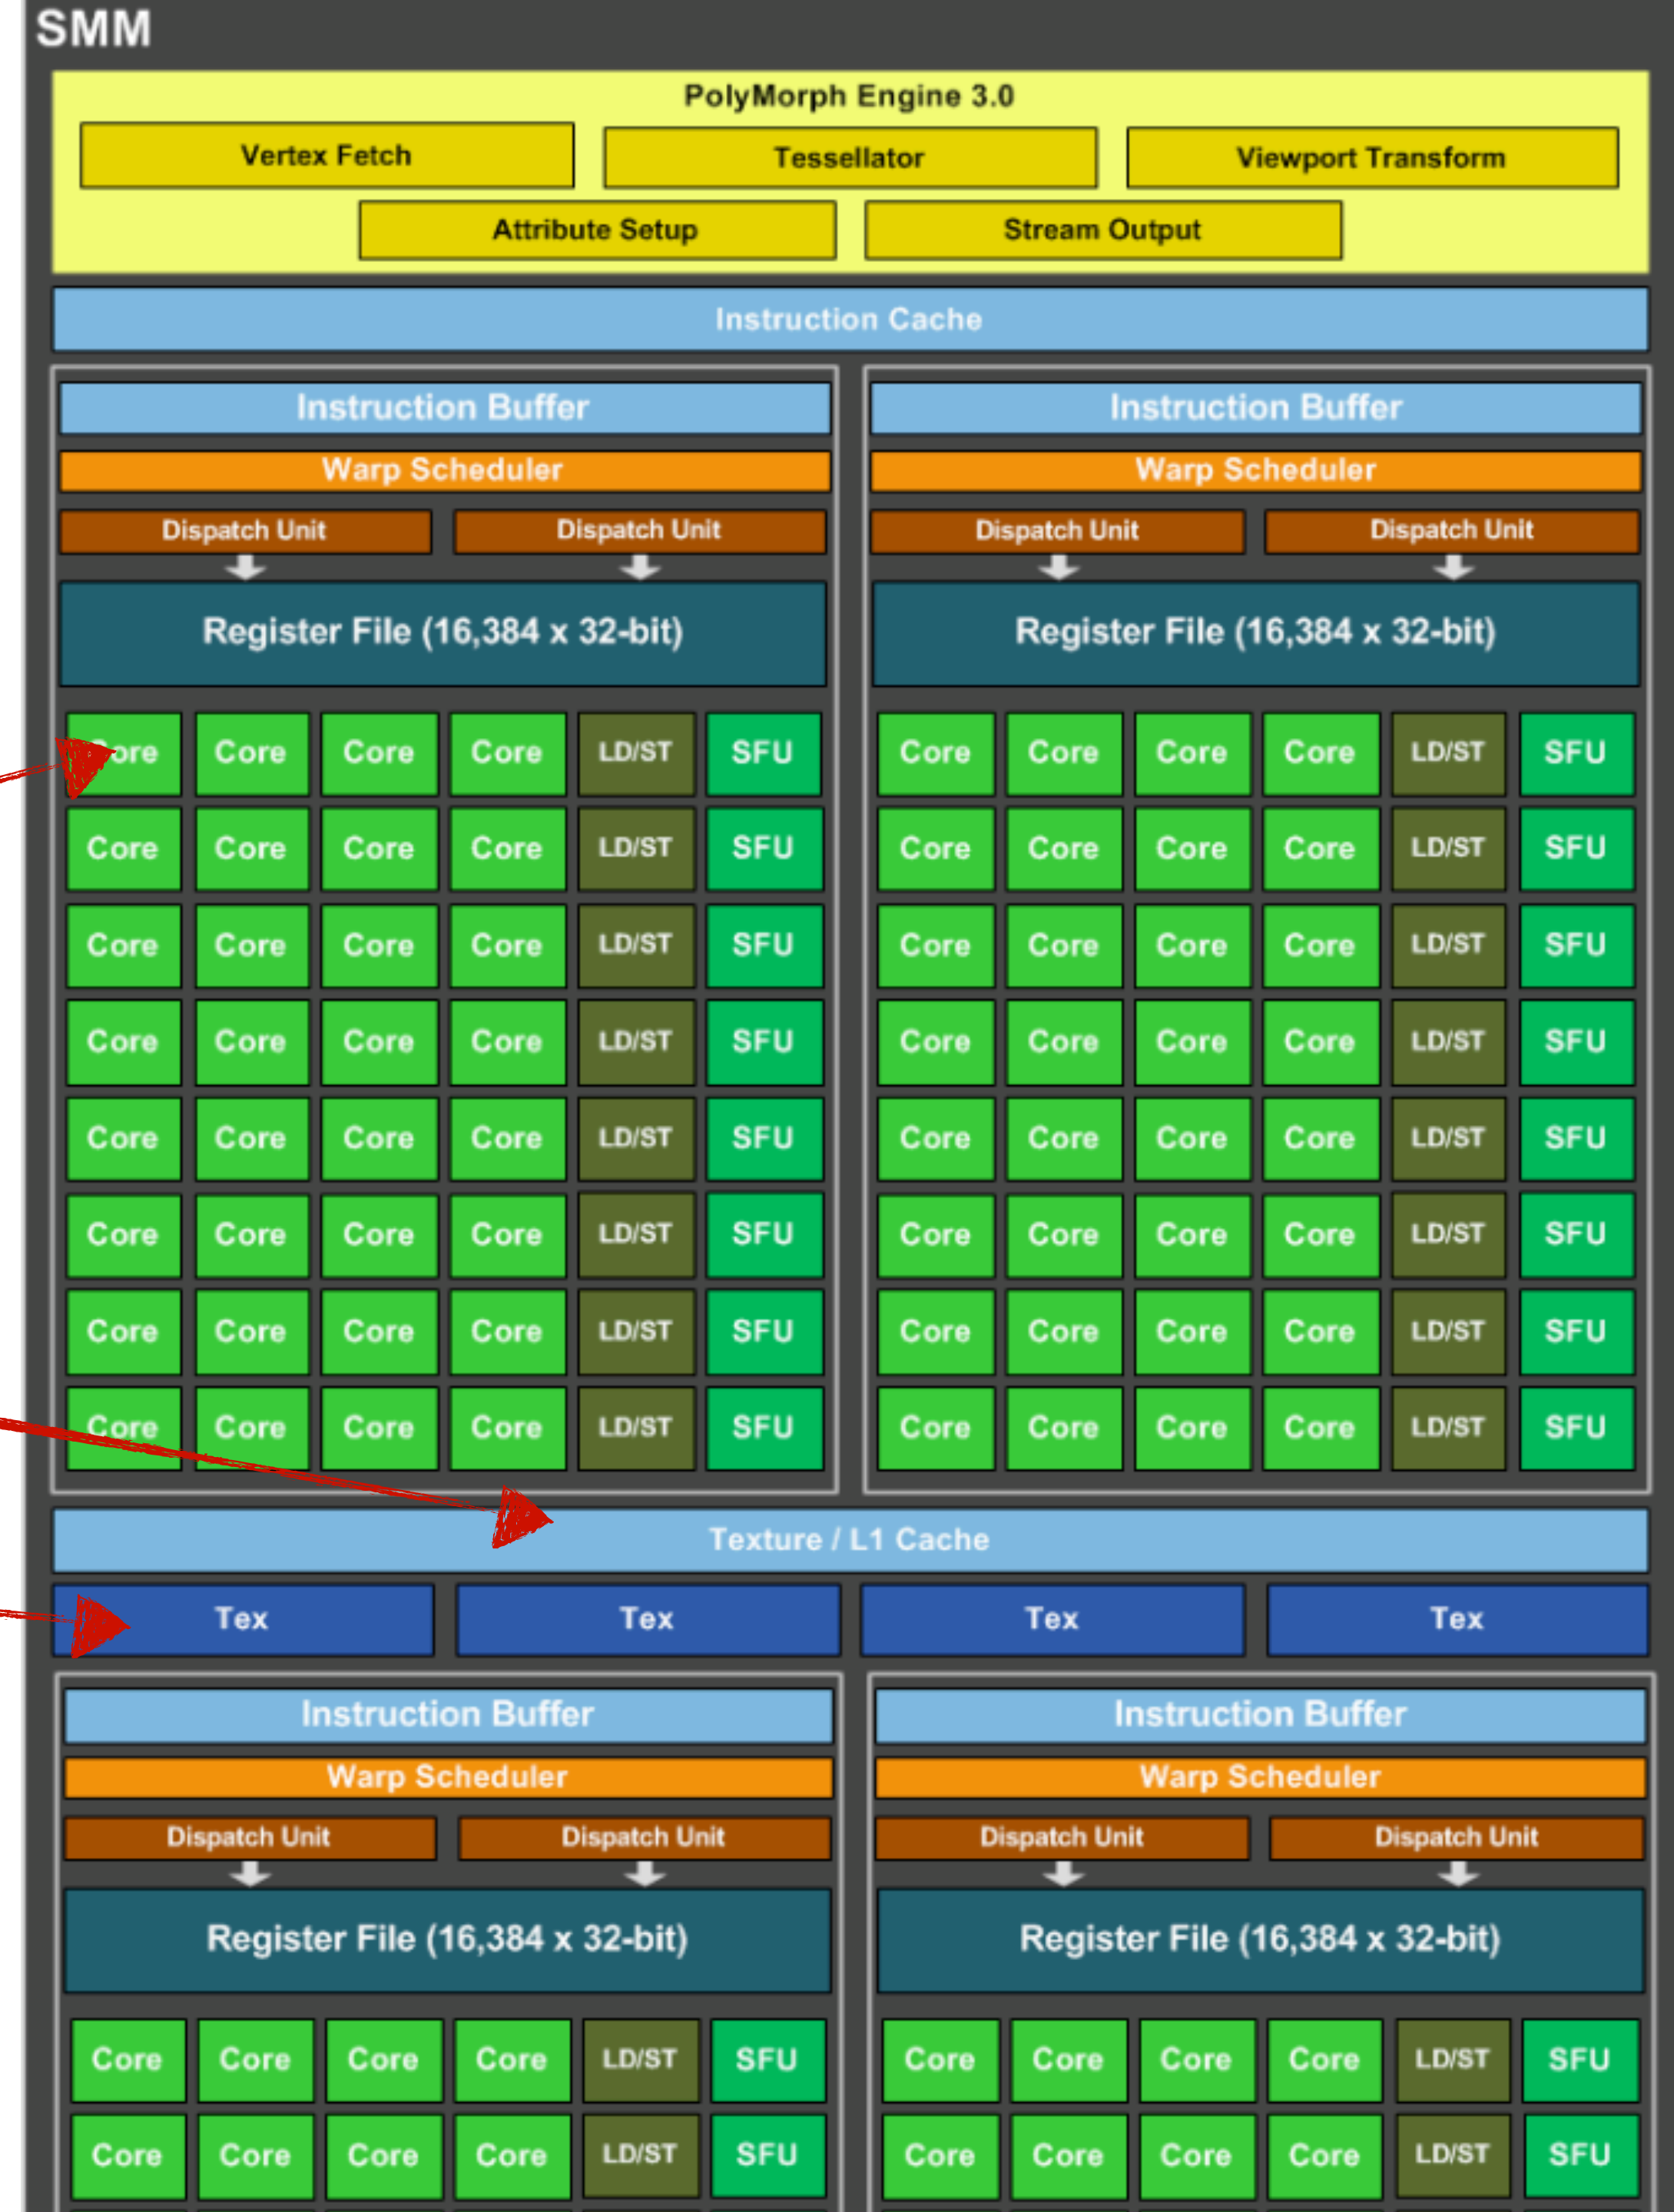 SMM
PolyMorph Engine 3.0
Vertex Fetch Tessellator Viewport Transform
Attribute Setup Stream Output
Instruction Cache
Instruction Buffer Instruction Buffer
Warp Scheduler Warp Scheduler
Dispatch Unit Dispatch Unit Dispatch Unit Dispatch Unit
Register File (16,384 x 32-bit) Register File (16,384 x 32-bit)
Core Core Core Core LD/ST SFU Core Core Core Core LD/ST SFU
Core Core Core Core LD/ST SFU Core Core Core Core LD/ST SFU
Core Core Core Core LD/ST SFU Core Core Core Core LD/ST SFU
Core Core Core Core LD/ST SFU Core Core Core Core LD/ST SFU
Core Core Core Core LD/ST SFU Core Core Core Core LD/ST SFU
Core Core Core Core LD/ST SFU Core Core Core Core LD/ST SFU
Core Core Core Core LD/ST SFU Core Core Core Core LD/ST SFU
Core Core Core Core LD/ST SFU Core Core Core Core LD/ST SFU
Texture / L1 Cache
Tex Tex Tex Tex
Instruction Buffer Instruction Buffer
Warp Scheduler Warp Scheduler
Dispatch Unit Dispatch Unit Dispatch Unit Dispatch Unit
Register File (16,384 x 32-bit) Register File (16,384 x 32-bit)
Core Core Core Core LD/ST SFU Core Core Core Core LD/ST SFU
Core Core Core Core LD/ST SFU Core Core Core Core LD/ST SFU